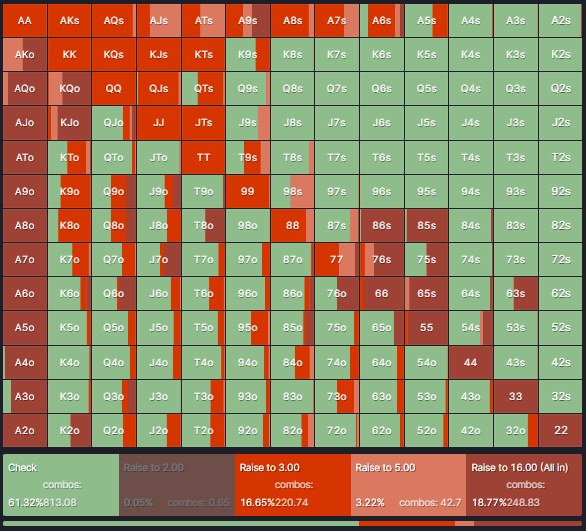 AA AKs AQs AJs ATs A9s A8s A7s A6s A5s A4s A3s A2s
AKo KK KQs KJs KTs K9s K8s K7s K6s K5s K4s K3s K2s
AQo KQo QQ QJs QTs Q9s Q8s Q7s Q6s Q5s Q4s Q3s Q2s
AJo KJo QJo JJ JTs J9s J8s J7s J6s J5s J4s J3s J2s
ATo KTo QTo JTo TT T9s T8s T7s T6s T5s T4s T3s T2s
A9o K9o Q9o J9o T9o 99 98s 97s 96s 95s 94s 93s 92s
A8o K8o Q8o J8o T8o 98o 88 87s 86s 85s 84s 83s 82s
A7o K7o Q7o J7o T7o 97o 87o 77 76s 75s 74s 73s 72s
A6o K6o Q6o J6o T6o 96o 86o 76o 66 65s 64s 63s 62s
A5o K5o Q5o J5o T5o 95o 85o 75o 65o 55 54s 53s 52s
A4o K4o Q4o J4o T4o 94o 84o 74o 64o 54o 44 43s 42s
A3o K3o Q3o J3o T3o 93o 83o 73o 63o 53o 43o 33 32s
A2o K2o Q2o J2o T2o 92o 82o 72o 62o 52o 42o 32o 22
Check Raise to 2.00 Raise to 3.00 Raise to 5.00 Raise to 16.00 (All in)
combos: combos: combos:
61.32%813.08 0.05% combos: 0.65 16.65%220.74 3.22% combos: 42.7 18.77%248.83